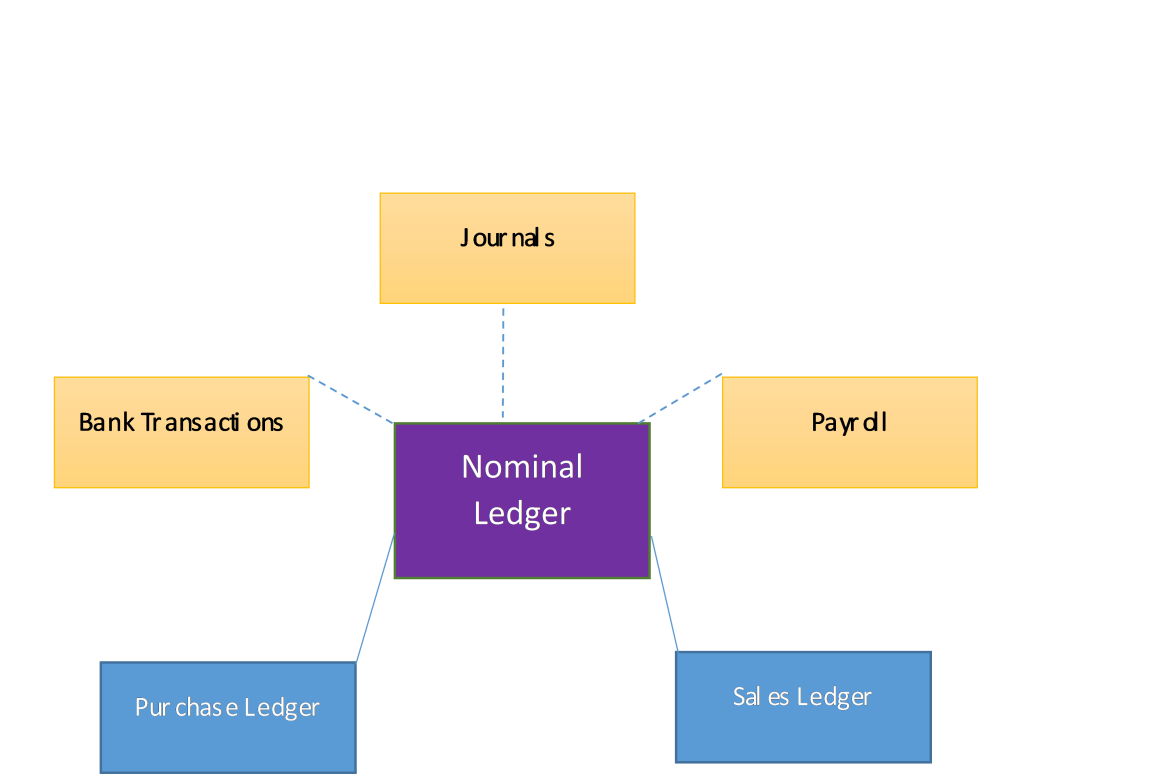 Journals
Bank Transactions
Payroll
Nominal
Ledger
Purchase Ledger
Sales Ledger